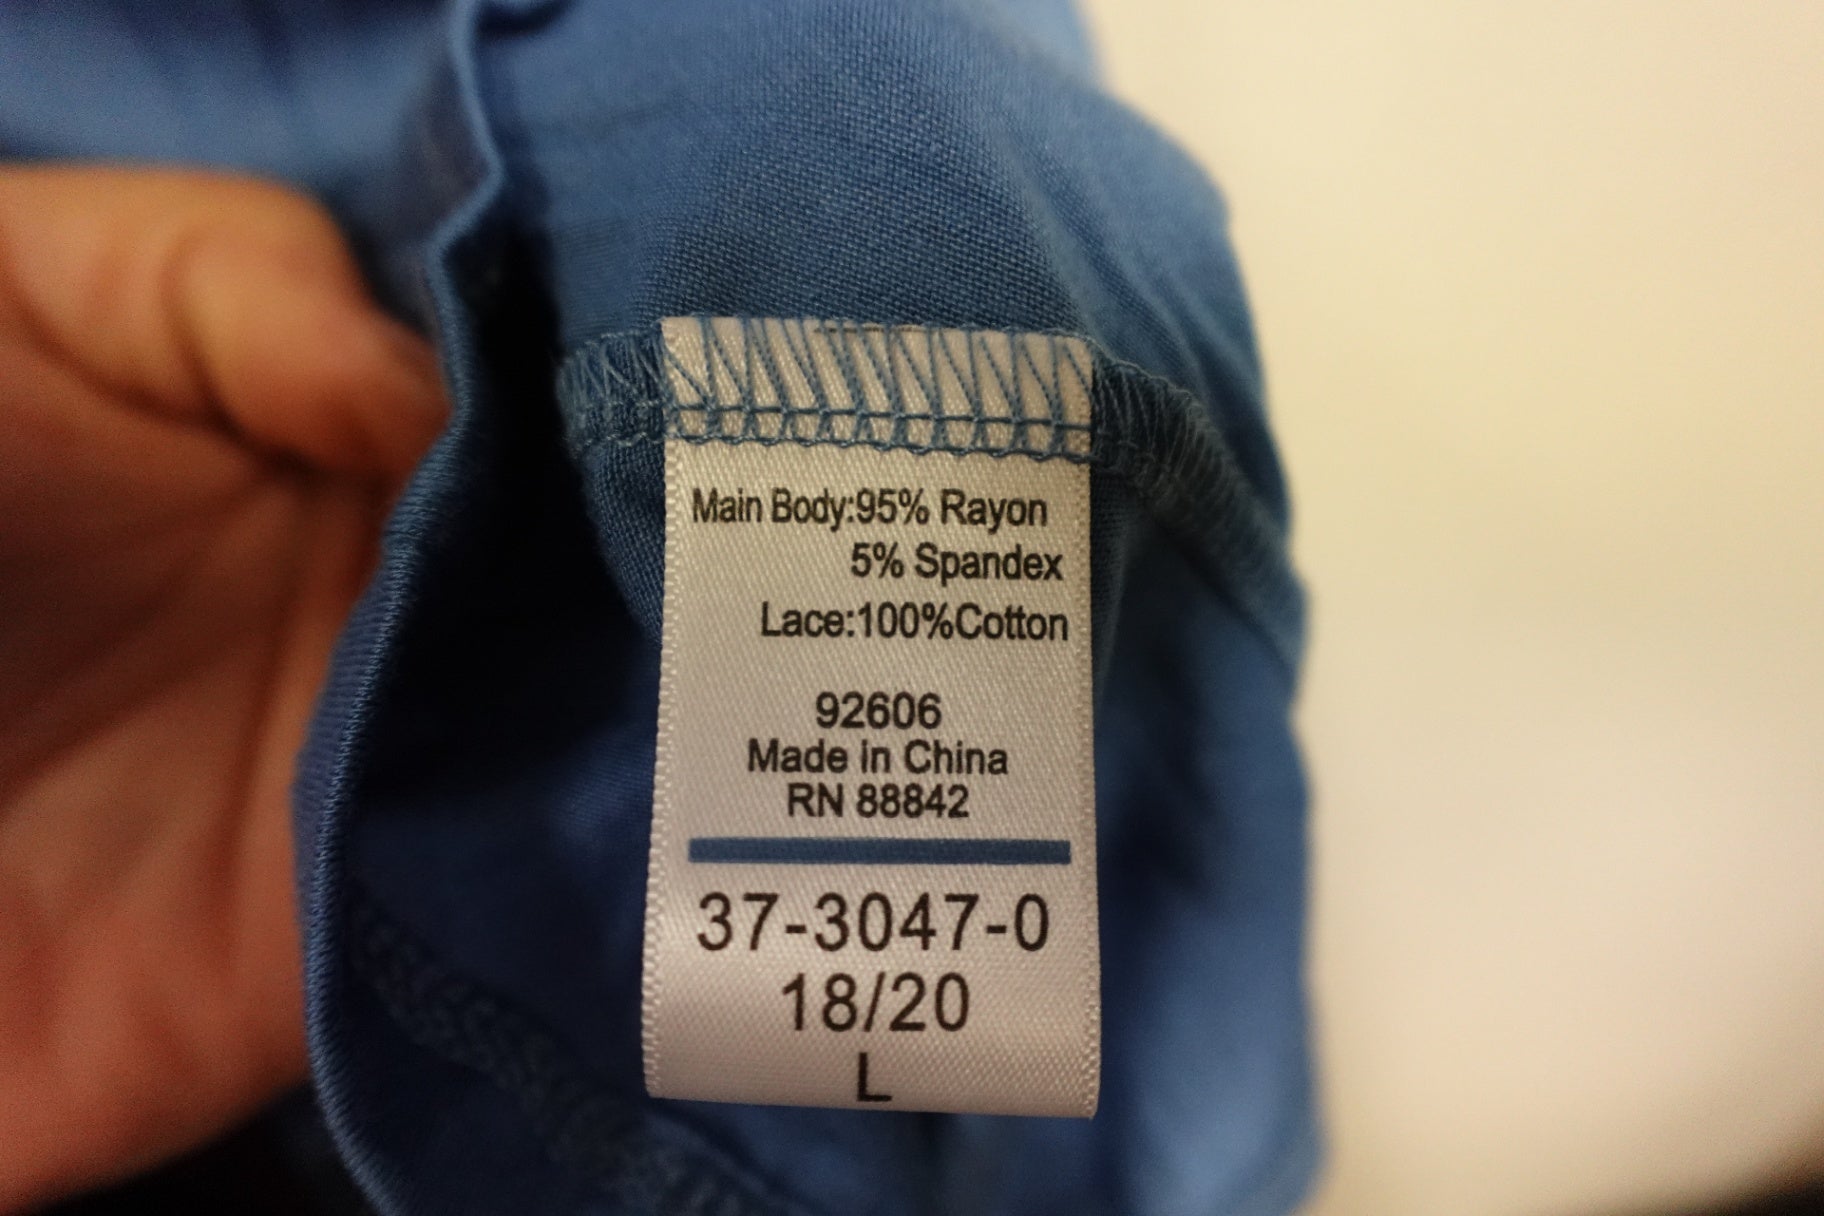 Main Body:95% Rayon
5% Spandex
Lace:100%Cotton
92606
Made in China
RN 88842
37-3047-0
18/20
L